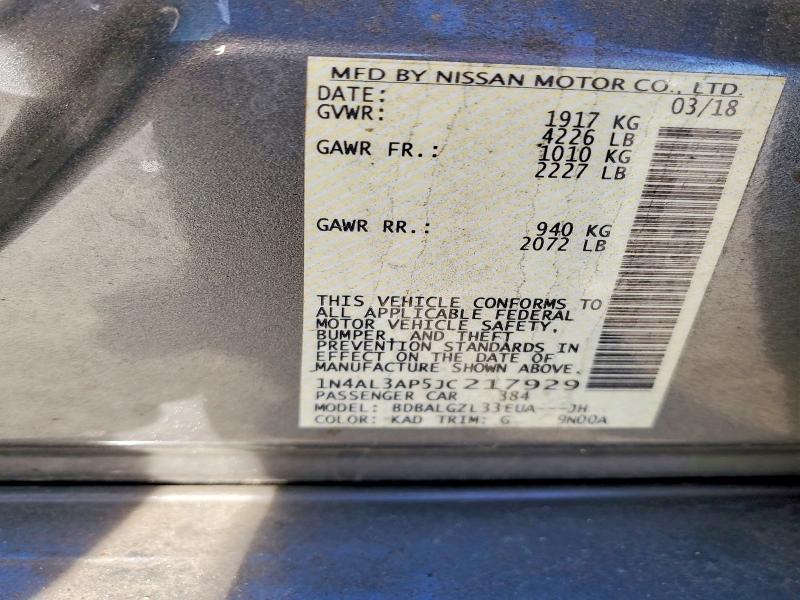 MFD BY NISSAN MOTOR CO., LTD.
DATE: 03/18
GVWR: 1917 KG
4226 LB
GAWR FR.: 1010 KG
2227 LB
GAWR RR.: 940 KG
2072 LB
THIS VEHICLE CONFORMS TO
ALL APPLICABLE FEDERAL
MOTOR VEHICLE SAFETY,
BUMPER, AND THEFT
PREVENTION STANDARDS IN
EFFECT ON THE DATE OF
MANUFACTURE SHOWN ABOVE.
1N4AL3AP5JC217929
PASSENGER CAR 384
MODEL: BDBALGZL33EUA---JH
COLOR: KAD TRIM: G 9N00A